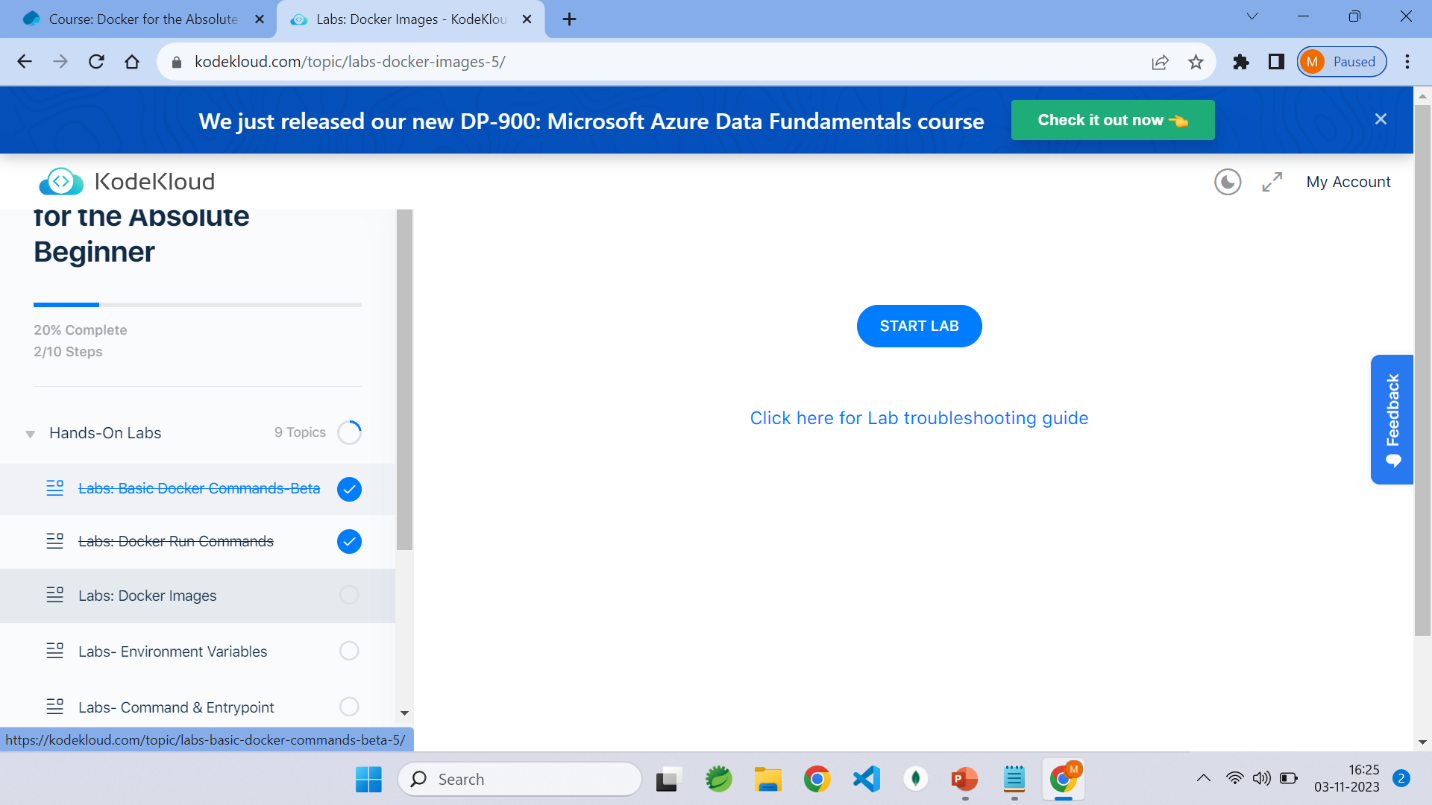 Course: Docker for the Absolute
Labs: Docker Images - KodeKlou
kodekloud.com/topic/labs-docker-images-5/
M Paused
We just released our new DP-900: Microsoft Azure Data Fundamentals course
Check it out now 👈
KodeKloud
My Account
for the Absolute
Beginner
20% Complete
2/10 Steps
Hands-On Labs
9 Topics
Labs: Basic Docker Commands-Beta
Labs: Docker Run Commands
Labs: Docker Images
Labs- Environment Variables
Labs- Command & Entrypoint
START LAB
Click here for Lab troubleshooting guide
Feedback
https://kodekloud.com/topic/labs-basic-docker-commands-beta-5/
Search
M
16:25
03-11-2023
2